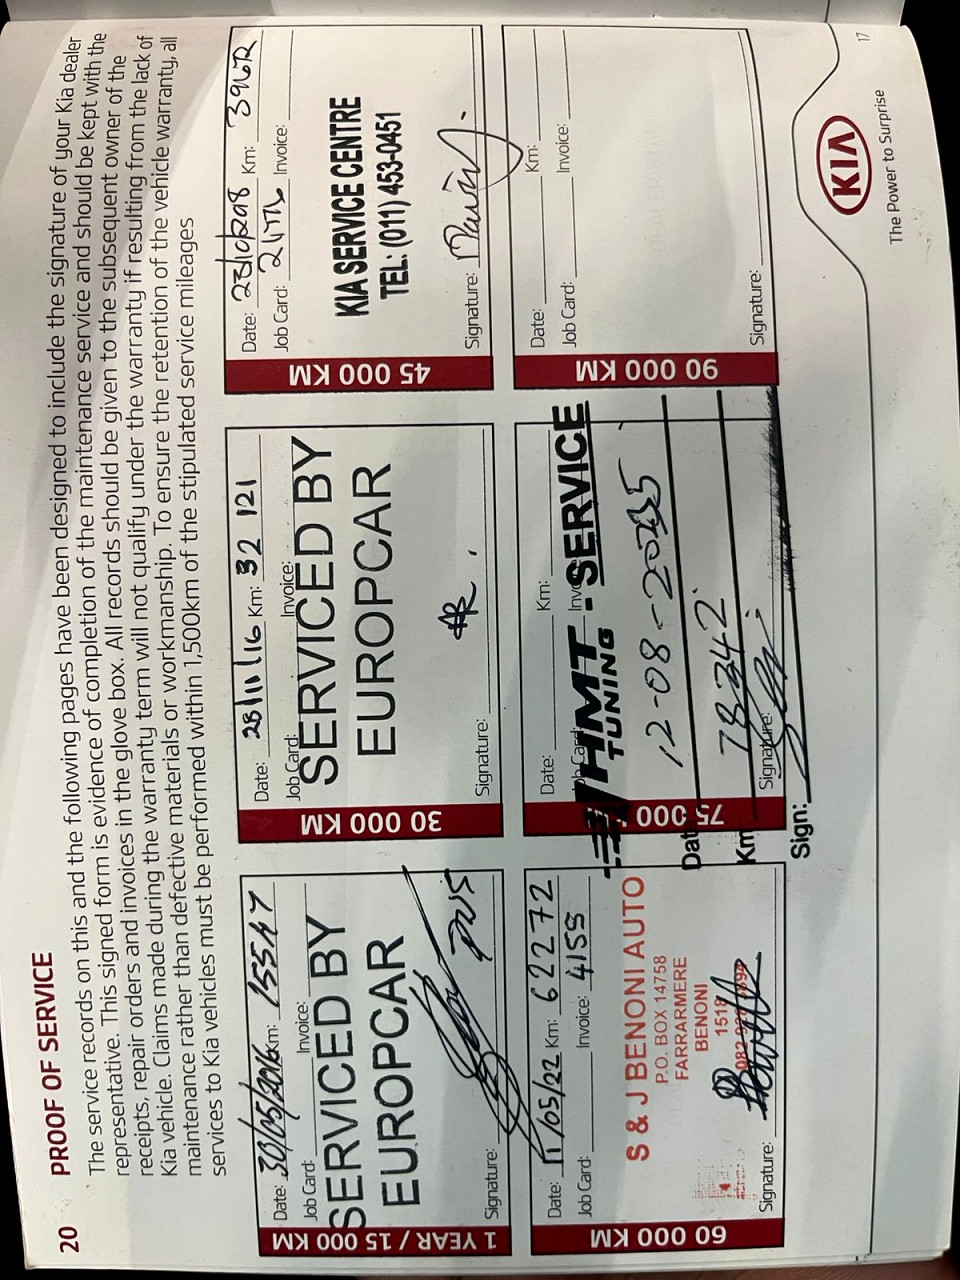 20 PROOF OF SERVICE
The service records on this and the following pages have been designed to include the signature of your Kia dealer
representative. This signed form is evidence of completion of the maintenance service and should be kept with the
receipts, repair orders and invoices in the glove box. All records should be given to the subsequent owner of the
Kia vehicle. Claims made during the warranty term will not qualify under the warranty if resulting from the lack of
maintenance rather than defective materials or workmanship. To ensure the retention of the vehicle warranty, all
services to Kia vehicles must be performed within 1,500km of the stipulated service mileages
1 YEAR / 15 000 KM
Date: 30/05/2016 Km: 15547
Job Card: Invoice:
SERVICED BY
EUROPCAR
Signature:
30 000 KM
Date: 28/11/16 Km: 32 121
Job Card: Invoice:
SERVICED BY
EUROPCAR
Signature:
45 000 KM
Date: Km:
Job Card: Invoice:
KIA SERVICE CENTRE
TEL: (011) 453-0451
Signature:
60 000 KM
Date: 11/05/22 Km: 62272
Job Card: Invoice: 4159
S & J BENONI AUTO
P.O. BOX 14758
FARRARMERE
BENONI
1518
Signature:
75 000
Date: Km:
HMT SERVICE
TUNING
Date 12-08-2025
Km 78342
Signature:
Sign:
90 000 KM
Date: Km:
Job Card: Invoice:
Signature:
KIA
The Power to Surprise
17